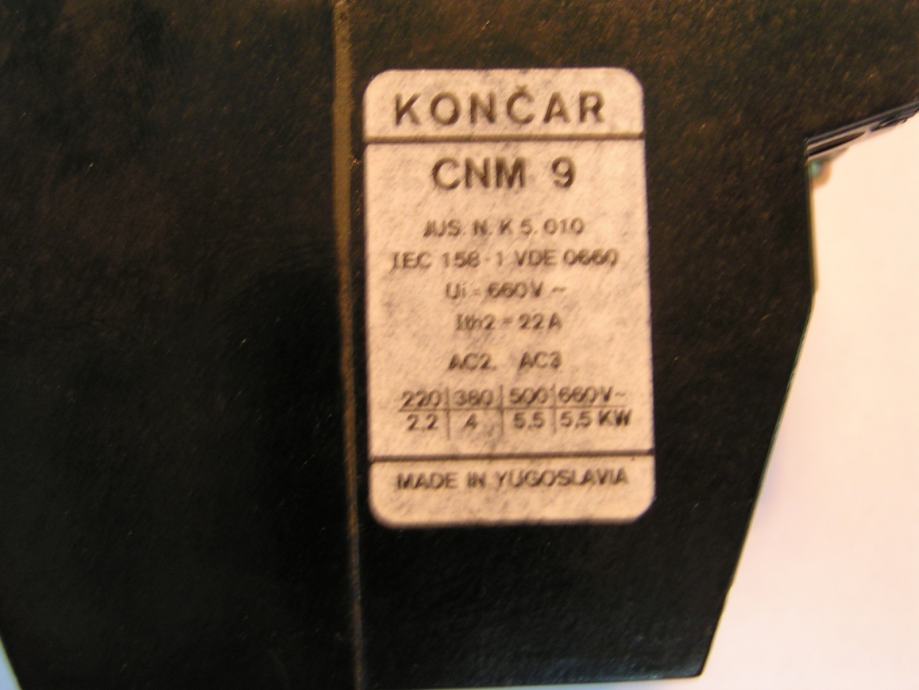 KONČAR
CNM 9
JUS. N. K 5. 010
IEC 158-1 VDE 0660
Ui = 660V ~
Ith2 = 22A
AC2, AC3
220 380 500 660V~
2,2 4 5,5 5,5 KW
MADE IN YUGOSLAVIA